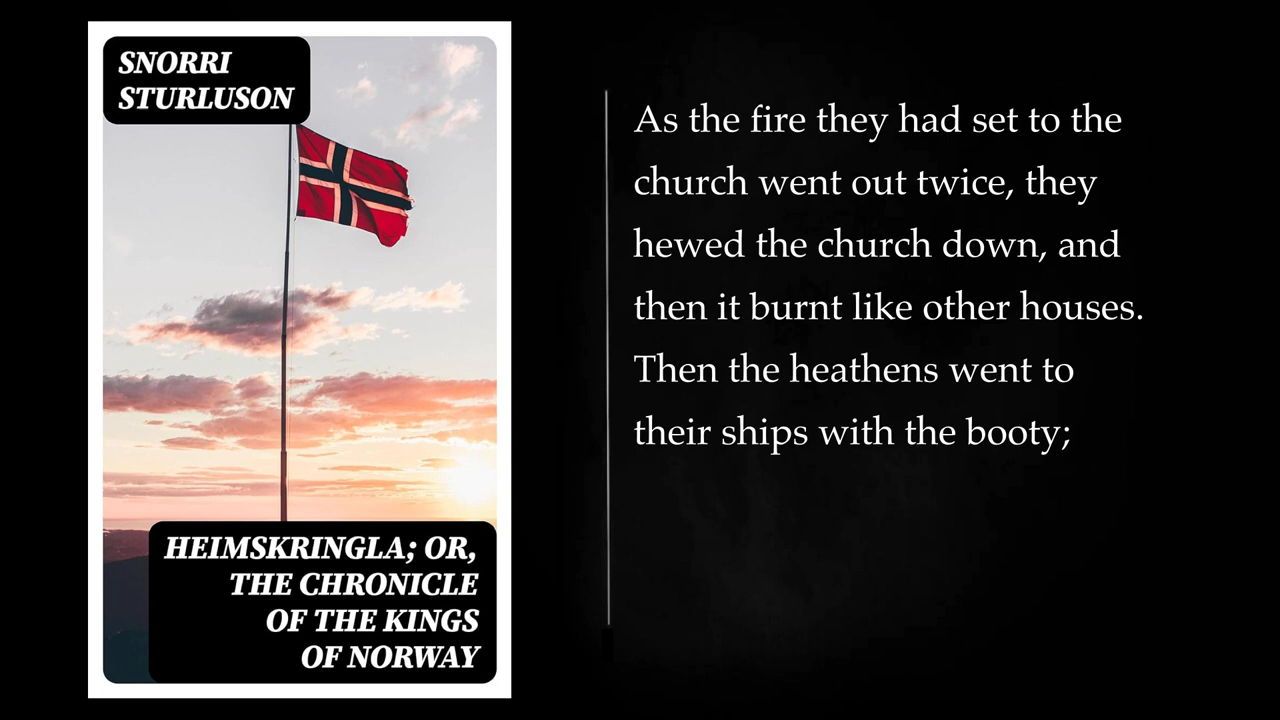 SNORRI
STURLUSON
HEIMSKRINGLA; OR,
THE CHRONICLE
OF THE KINGS
OF NORWAY
As the fire they had set to the
church went out twice, they
hewed the church down, and
then it burnt like other houses.
Then the heathens went to
their ships with the booty;